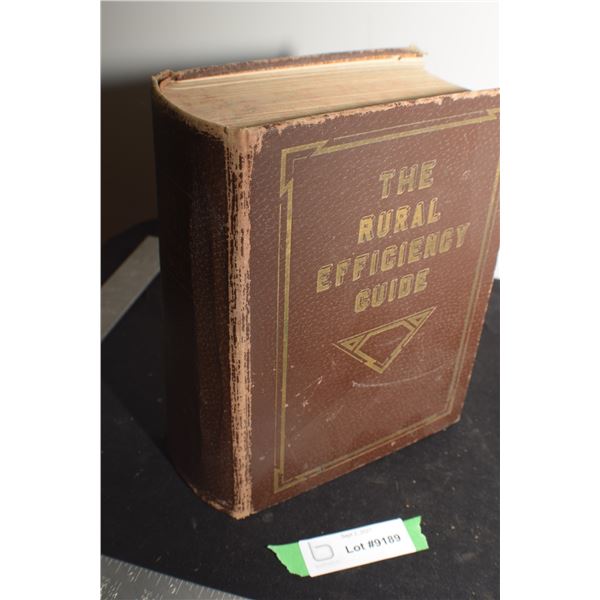 THE
RURAL
EFFICIENCY
GUIDE
Lot #9189